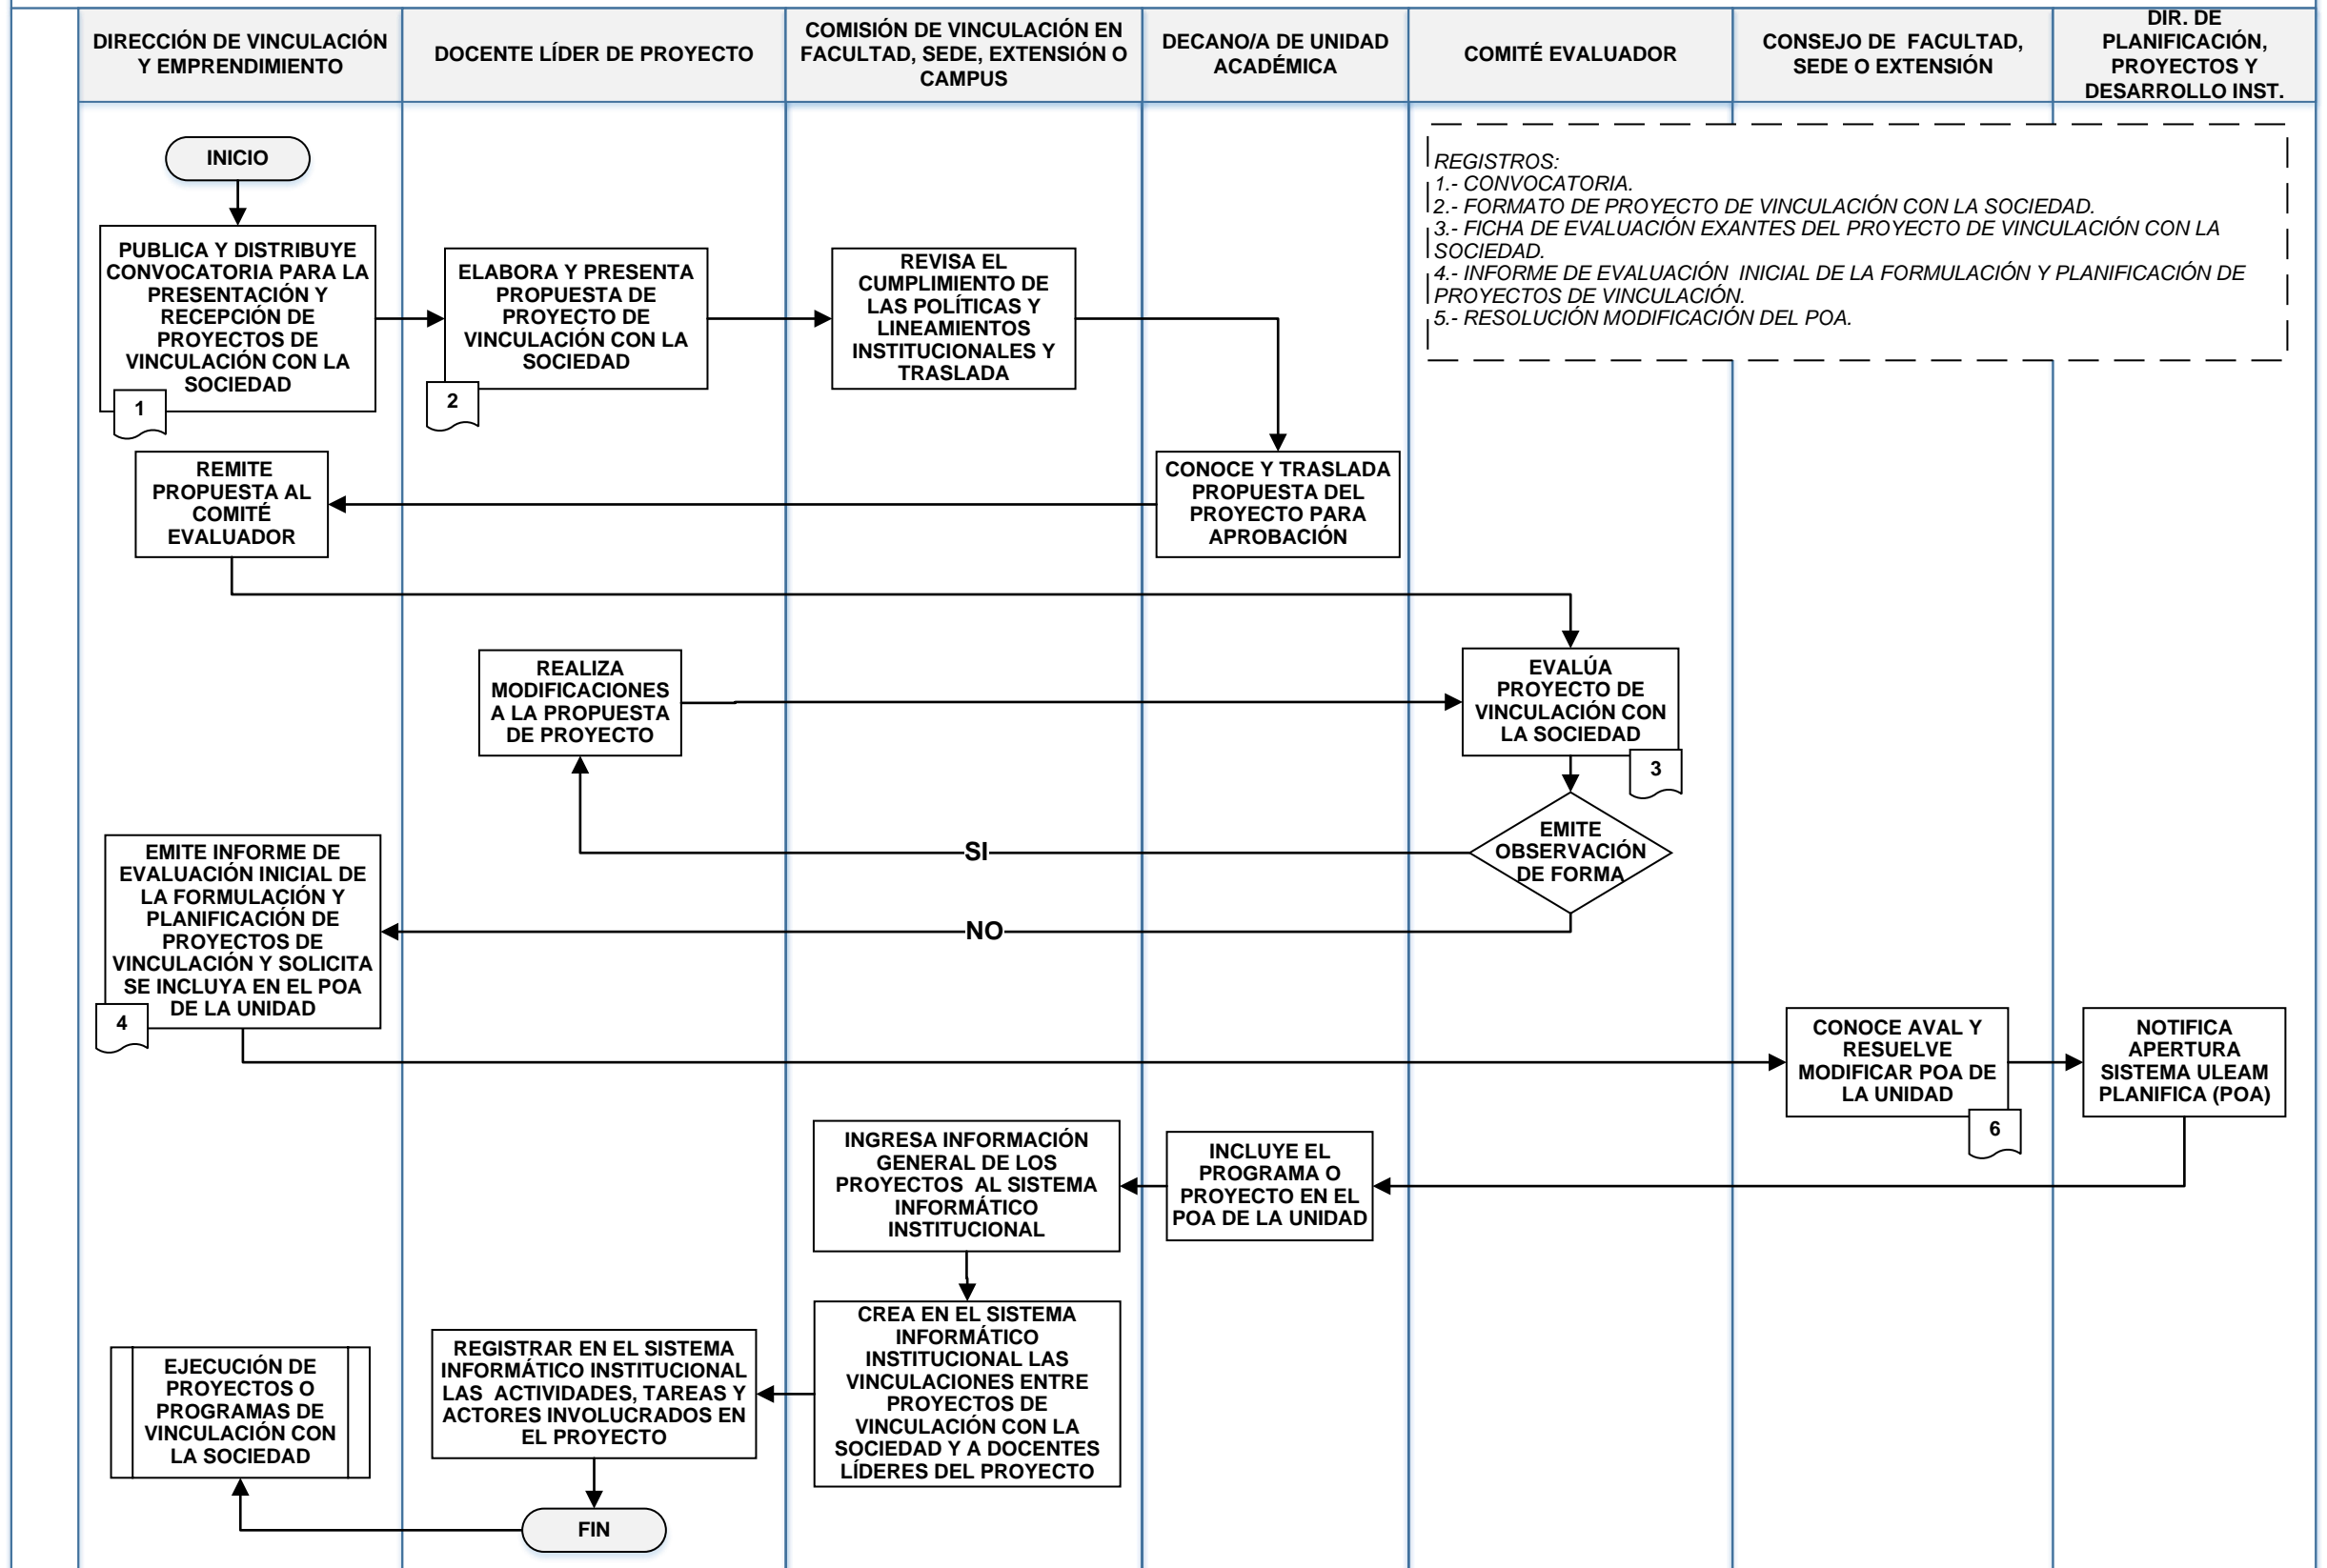 DIRECCIÓN DE VINCULACIÓN
Y EMPRENDIMIENTO
DOCENTE LÍDER DE PROYECTO
COMISIÓN DE VINCULACIÓN EN
FACULTAD, SEDE, EXTENSIÓN O
CAMPUS
DECANO/A DE UNIDAD
ACADÉMICA
COMITÉ EVALUADOR
CONSEJO DE FACULTAD,
SEDE O EXTENSIÓN
DIR. DE
PLANIFICACIÓN,
PROYECTOS Y
DESARROLLO INST.
INICIO
REGISTROS:
1.- CONVOCATORIA.
2.- FORMATO DE PROYECTO DE VINCULACIÓN CON LA SOCIEDAD.
3.- FICHA DE EVALUACIÓN EXANTES DEL PROYECTO DE VINCULACIÓN CON LA
SOCIEDAD.
4.- INFORME DE EVALUACIÓN INICIAL DE LA FORMULACIÓN Y PLANIFICACIÓN DE
PROYECTOS DE VINCULACIÓN.
5.- RESOLUCIÓN MODIFICACIÓN DEL POA.
PUBLICA Y DISTRIBUYE
CONVOCATORIA PARA LA
PRESENTACIÓN Y
RECEPCIÓN DE
PROYECTOS DE
VINCULACIÓN CON LA
SOCIEDAD
1
ELABORA Y PRESENTA
PROPUESTA DE
PROYECTO DE
VINCULACIÓN CON LA
SOCIEDAD
2
REVISA EL
CUMPLIMIENTO DE
LAS POLÍTICAS Y
LINEAMIENTOS
INSTITUCIONALES Y
TRASLADA
CONOCE Y TRASLADA
PROPUESTA DEL
PROYECTO PARA
APROBACIÓN
REMITE
PROPUESTA AL
COMITÉ
EVALUADOR
EVALÚA
PROYECTO DE
VINCULACIÓN CON
LA SOCIEDAD
3
REALIZA
MODIFICACIONES
A LA PROPUESTA
DE PROYECTO
EMITE
OBSERVACIÓN
DE FORMA
SI
NO
EMITE INFORME DE
EVALUACIÓN INICIAL DE
LA FORMULACIÓN Y
PLANIFICACIÓN DE
PROYECTOS DE
VINCULACIÓN Y SOLICITA
SE INCLUYA EN EL POA
DE LA UNIDAD
4
CONOCE AVAL Y
RESUELVE
MODIFICAR POA DE
LA UNIDAD
6
NOTIFICA
APERTURA
SISTEMA ULEAM
PLANIFICA (POA)
INCLUYE EL
PROGRAMA O
PROYECTO EN EL
POA DE LA UNIDAD
INGRESA INFORMACIÓN
GENERAL DE LOS
PROYECTOS AL SISTEMA
INFORMÁTICO
INSTITUCIONAL
CREA EN EL SISTEMA
INFORMÁTICO
INSTITUCIONAL LAS
VINCULACIONES ENTRE
PROYECTOS DE
VINCULACIÓN CON LA
SOCIEDAD Y A DOCENTES
LÍDERES DEL PROYECTO
REGISTRAR EN EL SISTEMA
INFORMÁTICO INSTITUCIONAL
LAS ACTIVIDADES, TAREAS Y
ACTORES INVOLUCRADOS EN
EL PROYECTO
FIN
EJECUCIÓN DE
PROYECTOS O
PROGRAMAS DE
VINCULACIÓN CON
LA SOCIEDAD